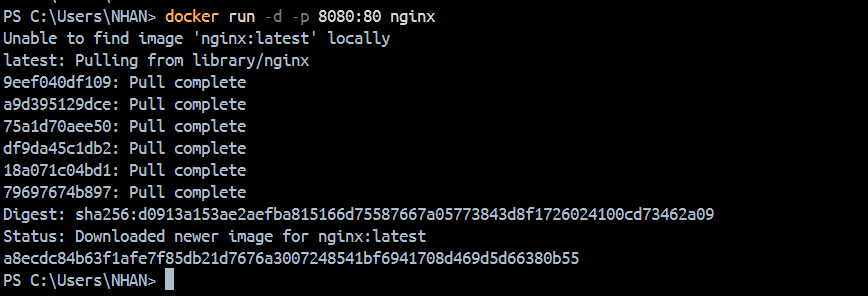 PS C:\Users\NHAN> docker run -d -p 8080:80 nginx
Unable to find image 'nginx:latest' locally
latest: Pulling from library/nginx
9eef040df109: Pull complete
a9d395129dce: Pull complete
75a1d70aee50: Pull complete
df9da45c1db2: Pull complete
18a071c04bd1: Pull complete
79697674b897: Pull complete
Digest: sha256:d0913a153ae2aefba815166d75587667a05773843d8f1726024100cd73462a09
Status: Downloaded newer image for nginx:latest
a8ecdc84b63f1afe7f85db21d7676a3007248541bf6941708d469d5d66380b55
PS C:\Users\NHAN>